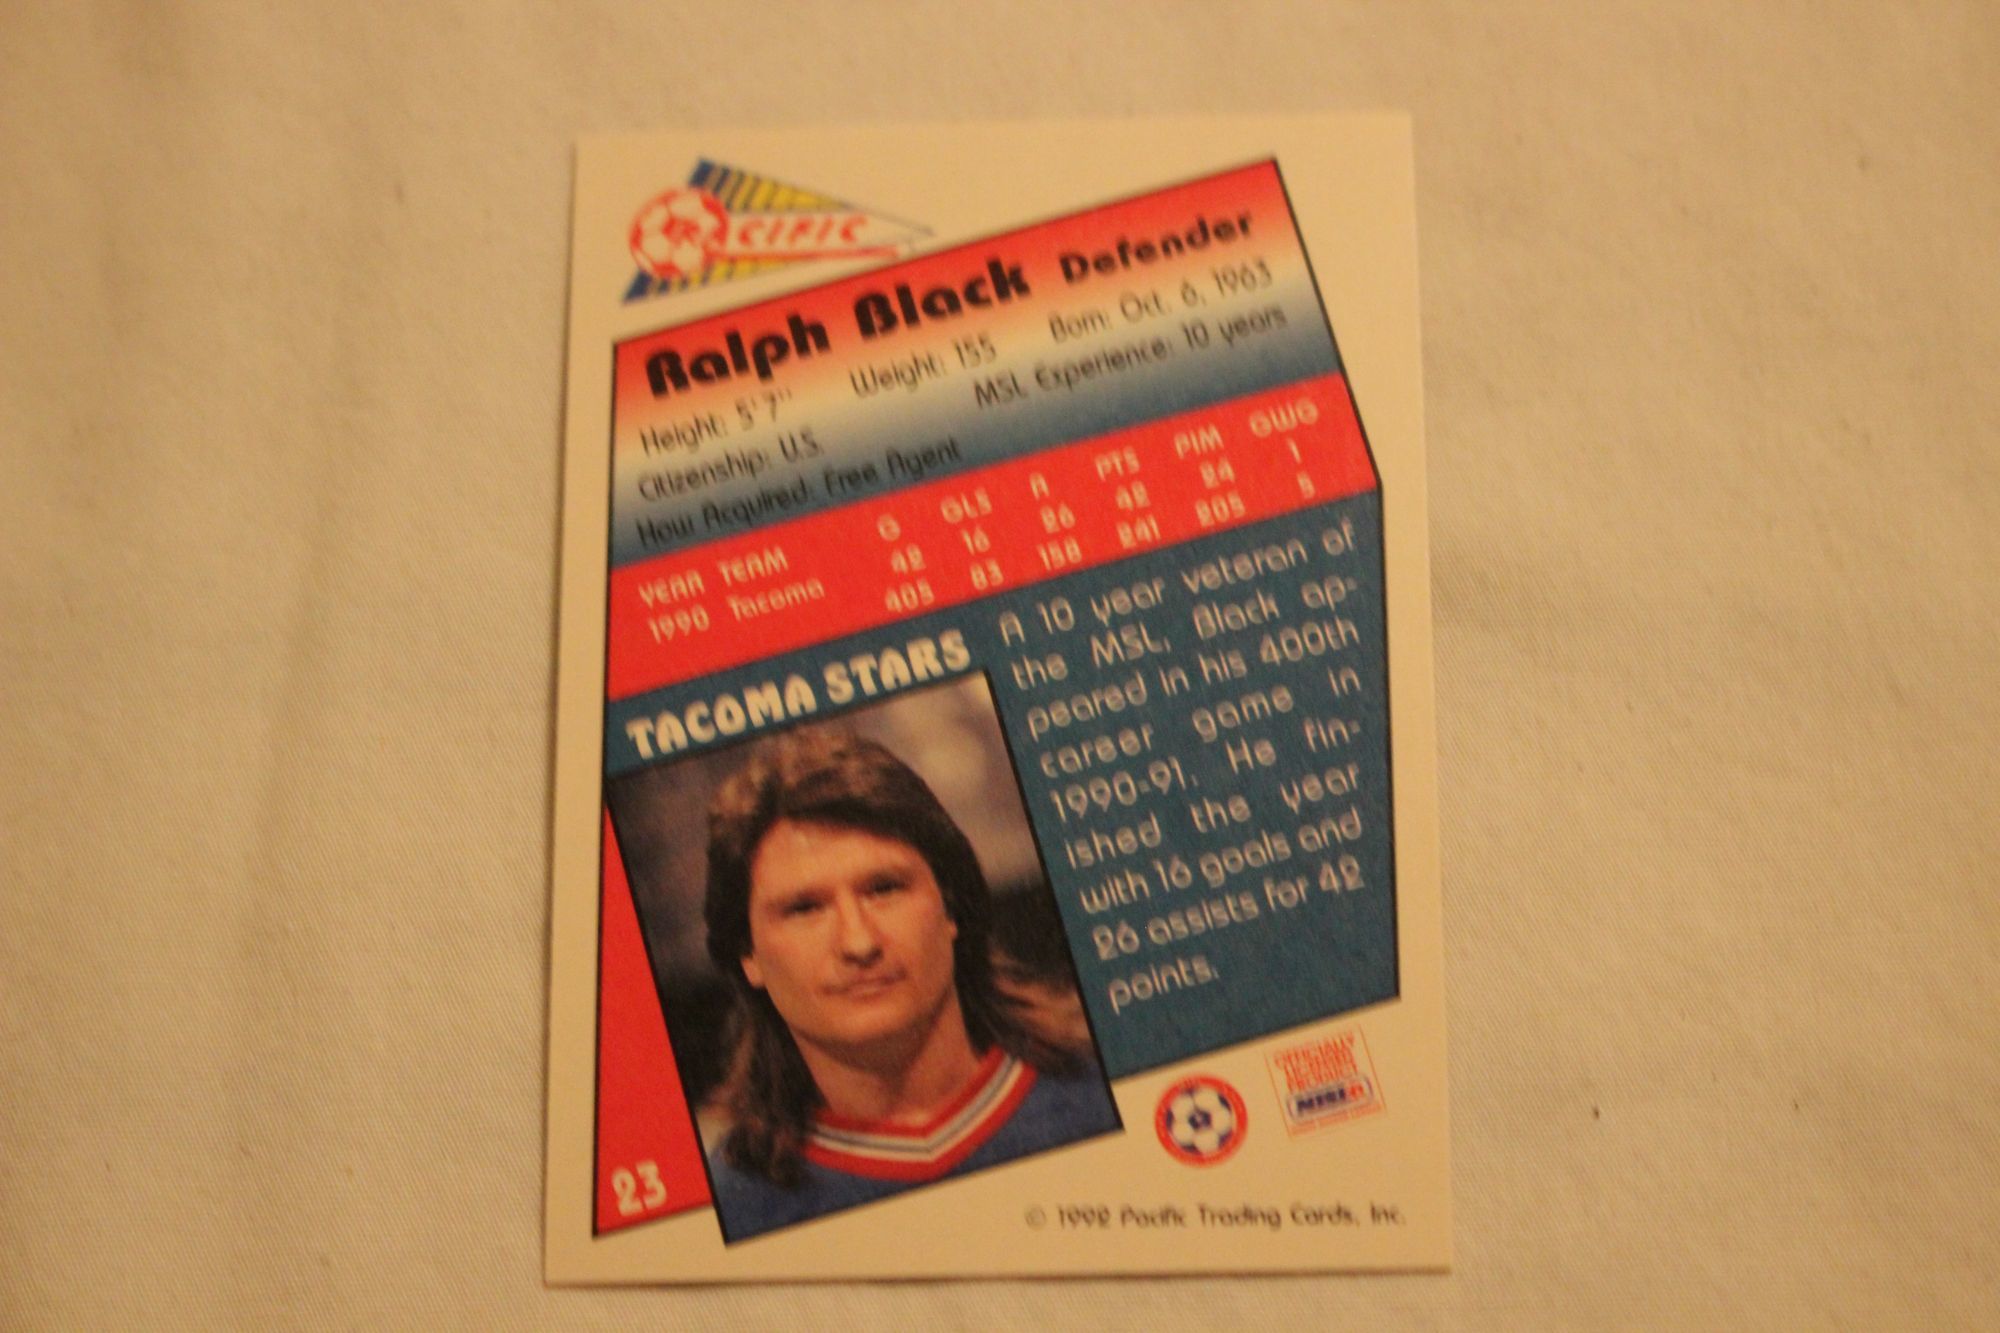 PACIFIC
Ralph Black Defender
Height: 5'7" Weight: 155 Born: Oct. 6, 1963
Citizenship: U.S. MSL Experience: 10 years
How Acquired: Free Agent
YEAR TEAM G GLS A PTS PIM GWG
1990 Tacoma 42 16 26 42 24 1
405 83 158 241 205 5
TACOMA STARS
A 10 year veteran of
the MSL, Black ap-
peared in his 400th
career game in
1990-91. He fin-
ished the year
with 16 goals and
26 assists for 42
points.
23
OFFICIALLY
LICENSED
PRODUCT
© 1992 Pacific Trading Cards, Inc.